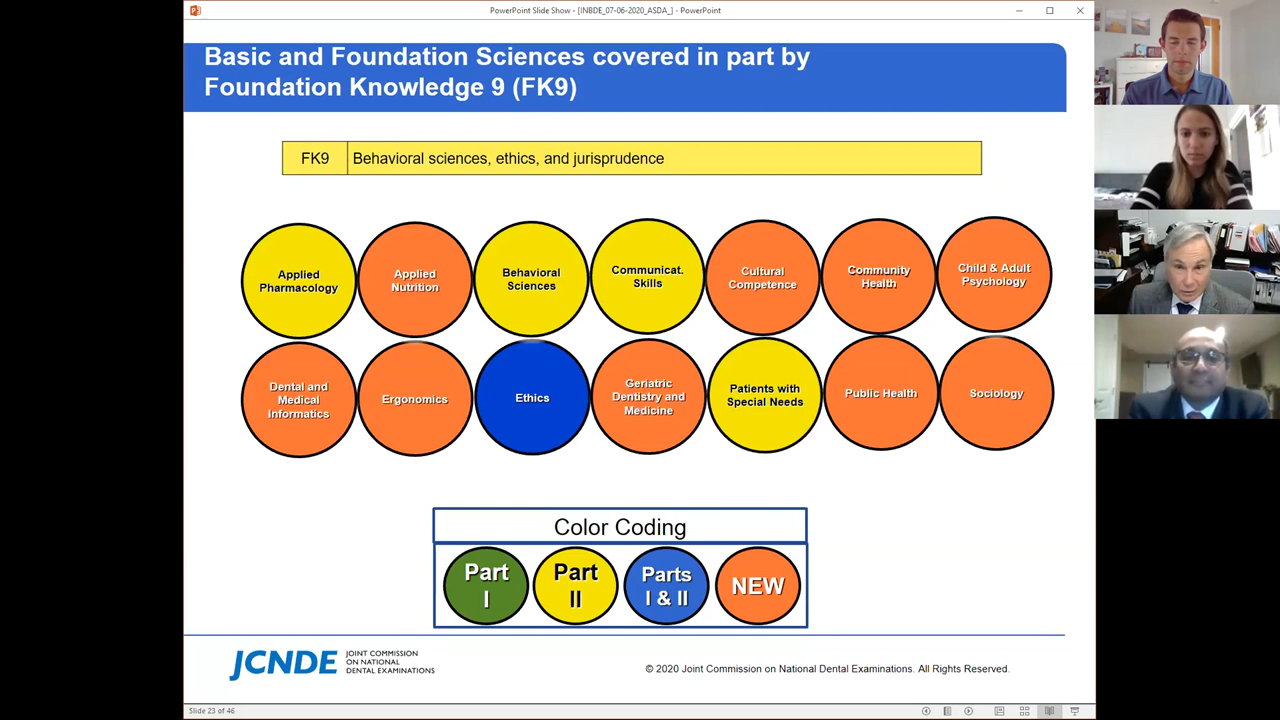 PowerPoint Slide Show - [INBDE_07-06-2020_ASDA_] - PowerPoint
Basic and Foundation Sciences covered in part by
Foundation Knowledge 9 (FK9)
FK9 Behavioral sciences, ethics, and jurisprudence
Applied
Pharmacology
Applied
Nutrition
Behavioral
Sciences
Communicat.
Skills
Cultural
Competence
Community
Health
Child & Adult
Psychology
Dental and
Medical
Informatics
Ergonomics
Ethics
Geriatric
Dentistry and
Medicine
Patients with
Special Needs
Public Health
Sociology
Color Coding
Part
I
Part
II
Parts
I & II
NEW
JCNDE
JOINT COMMISSION
ON NATIONAL
DENTAL EXAMINATIONS
© 2020 Joint Commission on National Dental Examinations. All Rights Reserved.
Slide 23 of 46